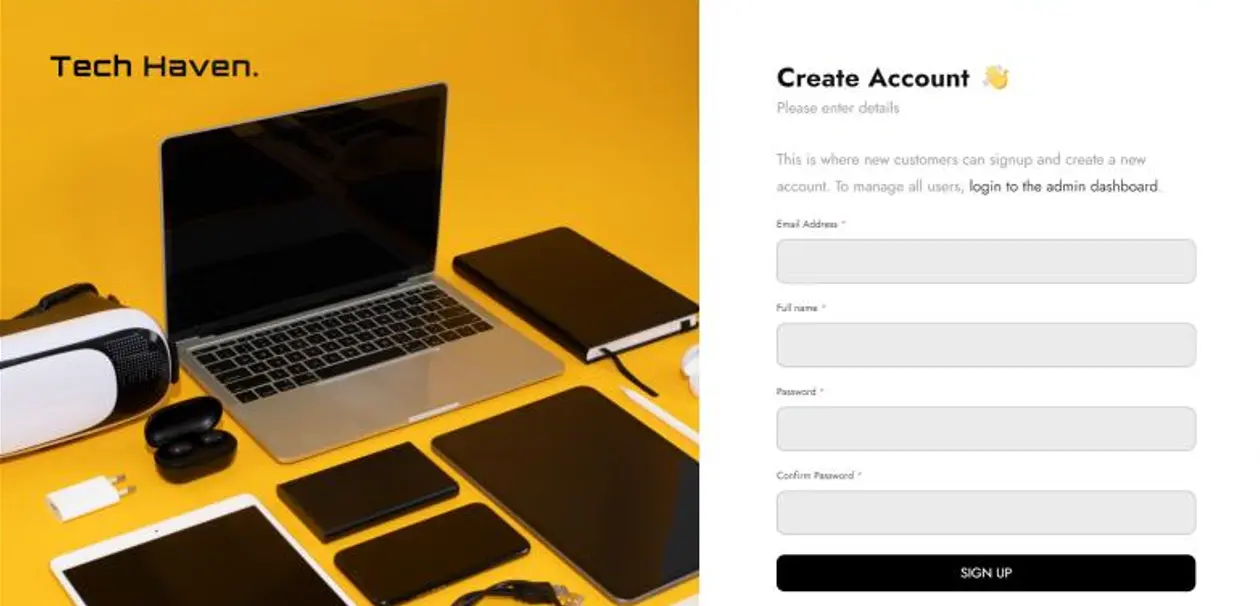 Tech Haven.
Create Account 👋
Please enter details
This is where new customers can signup and create a new
account. To manage all users, login to the admin dashboard.
Email Address *
Full name *
Password *
Confirm Password *
SIGN UP